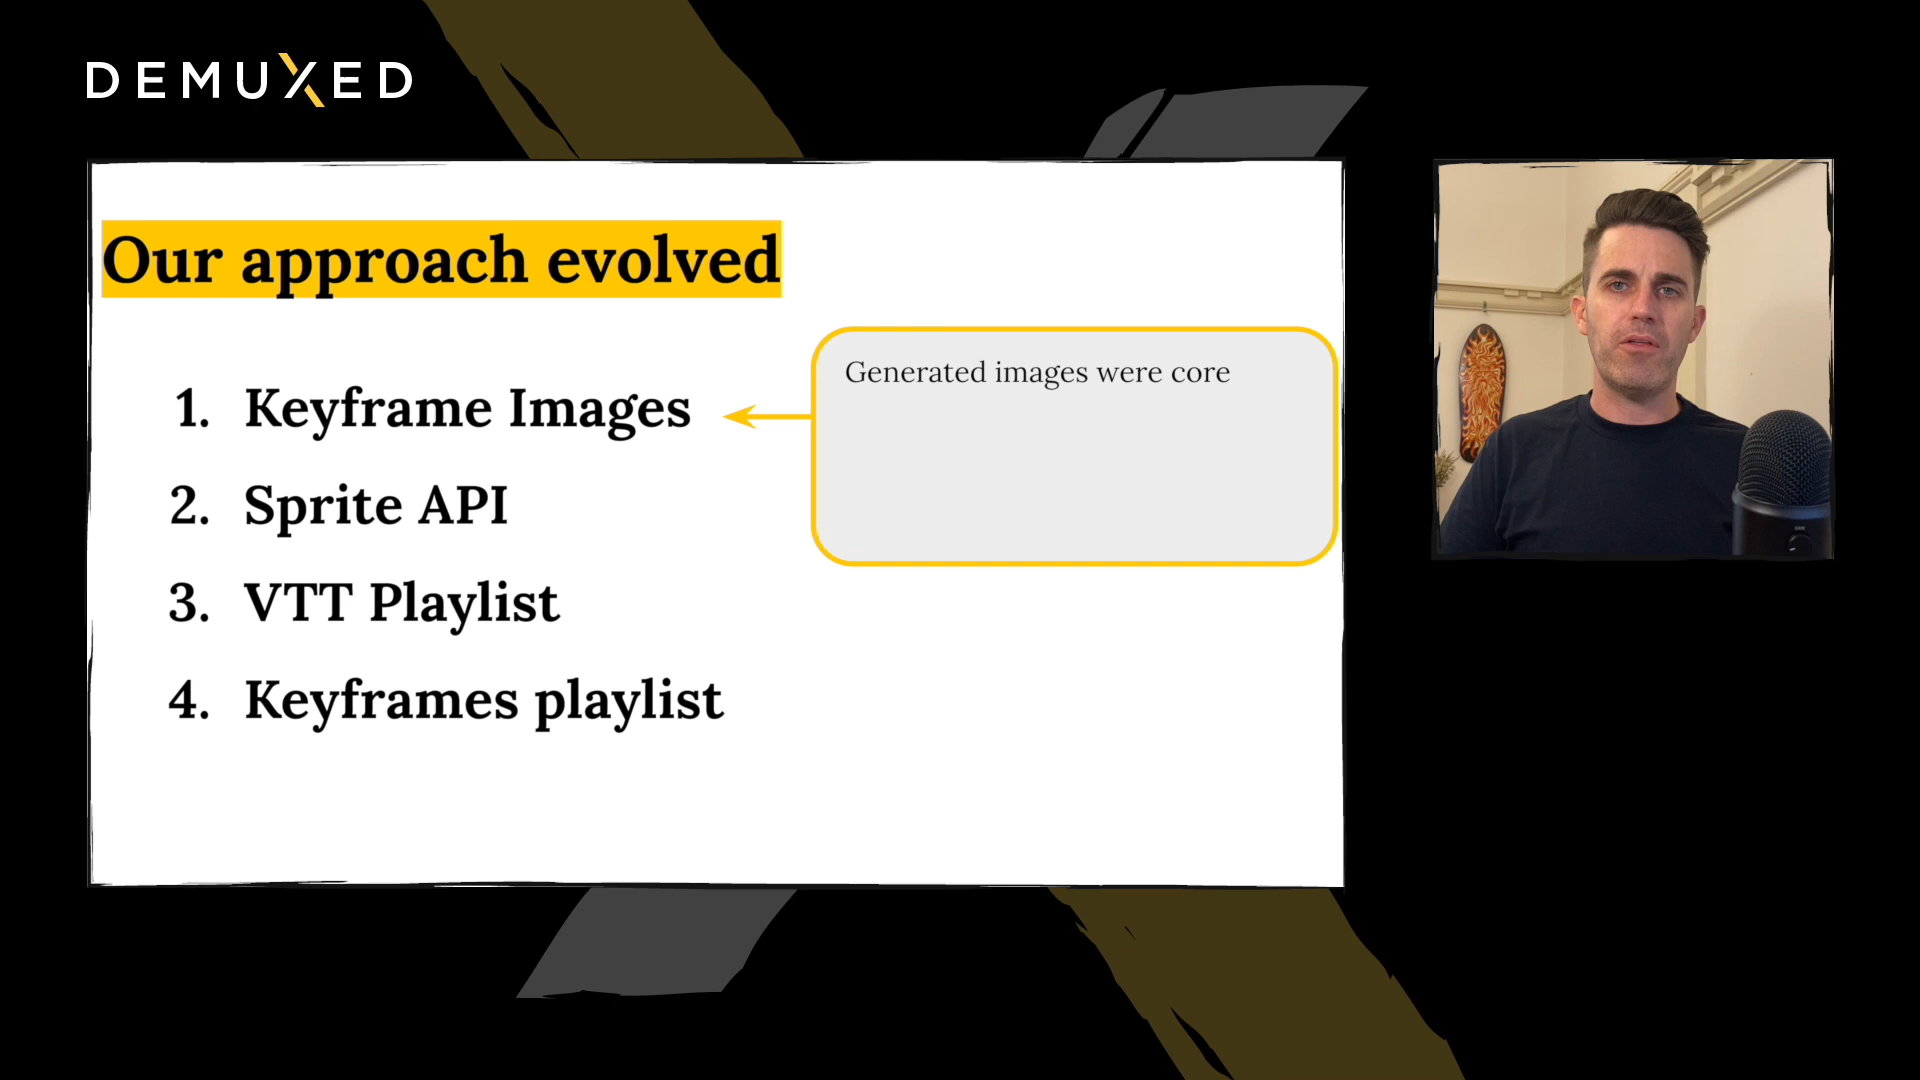 DEMUXED
Our approach evolved
1. Keyframe Images
2. Sprite API
3. VTT Playlist
4. Keyframes playlist
Generated images were core